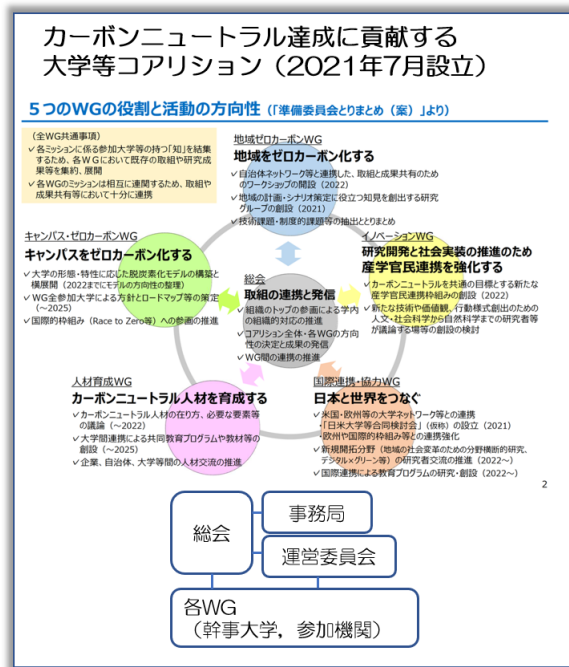 カーボンニュートラル達成に貢献する
大学等コアリション（2021年7月設立）
５つのWGの役割と活動の方向性（「準備委員会とりまとめ（案）」より）
（全WG共通事項）
✓各ミッションに係る参加大学等の持つ「知」を結集
するため、各WGにおいて既存の取組や研究成
果等を集約、展開
✓各WGのミッションは相互に連関するため、取組や
成果共有等において十分に連携
地域ゼロカーボンWG
地域をゼロカーボン化する
✓自治体ネットワーク等と連携した、取組と成果共有のため
のワークショップの開設（2022）
✓地域の計画・シナリオ策定に役立つ知見を創出する研究
グループの創設（2021）
✓技術課題・制度的課題等の抽出ととりまとめ
キャンパス・ゼロカーボンWG
キャンパスをゼロカーボン化する
✓大学の形態・特性に応じた脱炭素化モデルの構築と
横展開（2022までにモデルの方向性の整理）
✓WG全参加大学による方針とロードマップ等の策定
（～2025）
✓国際的枠組み（Race to Zero等）への参画の推進
イノベーションWG
研究開発と社会実装の推進のため
産学官民連携を強化する
✓カーボンニュートラルを共通の目標とする新たな
産学官民連携枠組みの創設（2022）
✓新たな技術や価値観、行動様式創出のための
人文・社会科学から自然科学までの研究者等
が議論する場等の創設の検討
総会
取組の連携と発信
✓組織のトップの参画による学内
の組織的対応の推進
✓コアリション全体・各WGの方向
性の決定と成果の発信
✓WG間の連携の推進
人材育成WG
カーボンニュートラル人材を育成する
✓カーボンニュートラル人材の在り方、必要な要素等
の議論（～2022）
✓大学間連携による共同教育プログラムや教材等の
創設（～2025）
✓企業、自治体、大学等間の人材交流の推進
国際連携・協力WG
日本と世界をつなぐ
✓米国・欧州等の大学ネットワーク等との連携
・「日米大学等合同検討会」（仮称）の設立（2021）
・欧州や国際的枠組み等との連携強化
✓新規開拓分野（地域の社会変革のための分野横断的研究、
デジタル×グリーン等）の研究者交流の推進（2022～）
✓国際連携による教育プログラムの研究・創設（2022～）
2
総会
事務局
運営委員会
各WG
（幹事大学，参加機関）